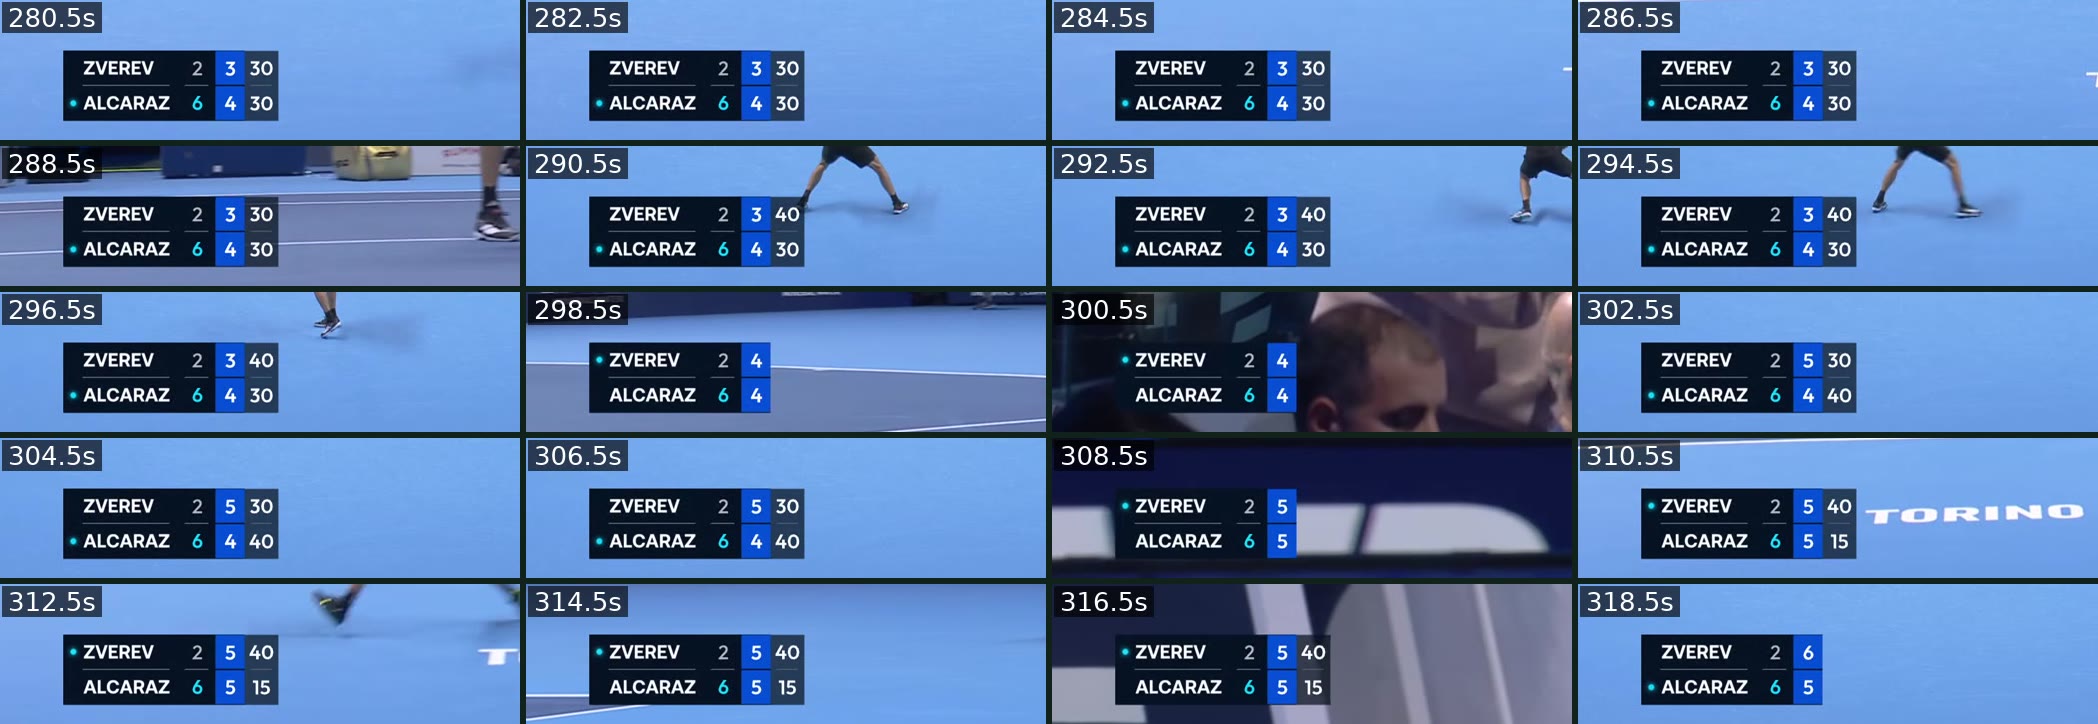 280.5s
ZVEREV 2 3 30
ALCARAZ 6 4 30
282.5s
ZVEREV 2 3 30
ALCARAZ 6 4 30
284.5s
ZVEREV 2 3 30
ALCARAZ 6 4 30
286.5s
ZVEREV 2 3 30
ALCARAZ 6 4 30
288.5s
ZVEREV 2 3 30
ALCARAZ 6 4 30
290.5s
ZVEREV 2 3 40
ALCARAZ 6 4 30
292.5s
ZVEREV 2 3 40
ALCARAZ 6 4 30
294.5s
ZVEREV 2 3 40
ALCARAZ 6 4 30
296.5s
ZVEREV 2 3 40
ALCARAZ 6 4 30
298.5s
ZVEREV 2 4
ALCARAZ 6 4
300.5s
ZVEREV 2 4
ALCARAZ 6 4
302.5s
ZVEREV 2 5 30
ALCARAZ 6 4 40
304.5s
ZVEREV 2 5 30
ALCARAZ 6 4 40
306.5s
ZVEREV 2 5 30
ALCARAZ 6 4 40
308.5s
ZVEREV 2 5
ALCARAZ 6 5
310.5s
ZVEREV 2 5 40
ALCARAZ 6 5 15
TORINO
312.5s
ZVEREV 2 5 40
ALCARAZ 6 5 15
314.5s
ZVEREV 2 5 40
ALCARAZ 6 5 15
316.5s
ZVEREV 2 5 40
ALCARAZ 6 5 15
318.5s
ZVEREV 2 6
ALCARAZ 6 5